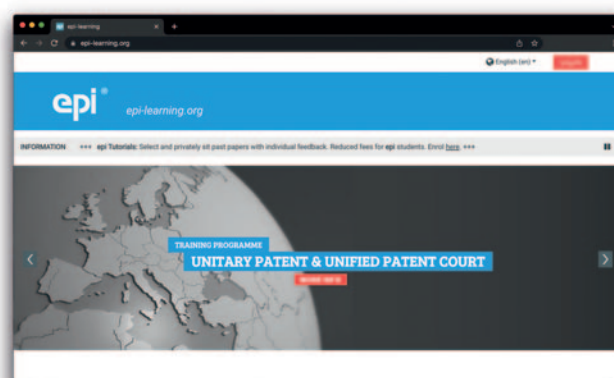 epi-learning
epi-learning.org
English (en)
epi® epi-learning.org
INFORMATION +++ epi Tutorials: Select and privately sit past papers with individual feedback. Reduced fees for epi students. Enrol here. +++
TRAINING PROGRAMME
UNITARY PATENT & UNIFIED PATENT COURT